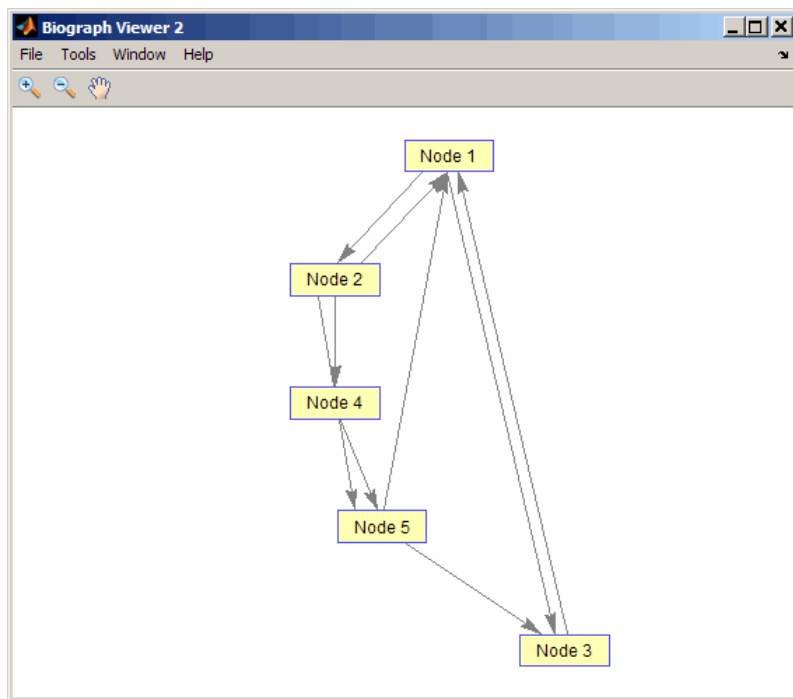 Biograph Viewer 2
File Tools Window Help
Node 1
Node 2
Node 4
Node 5
Node 3